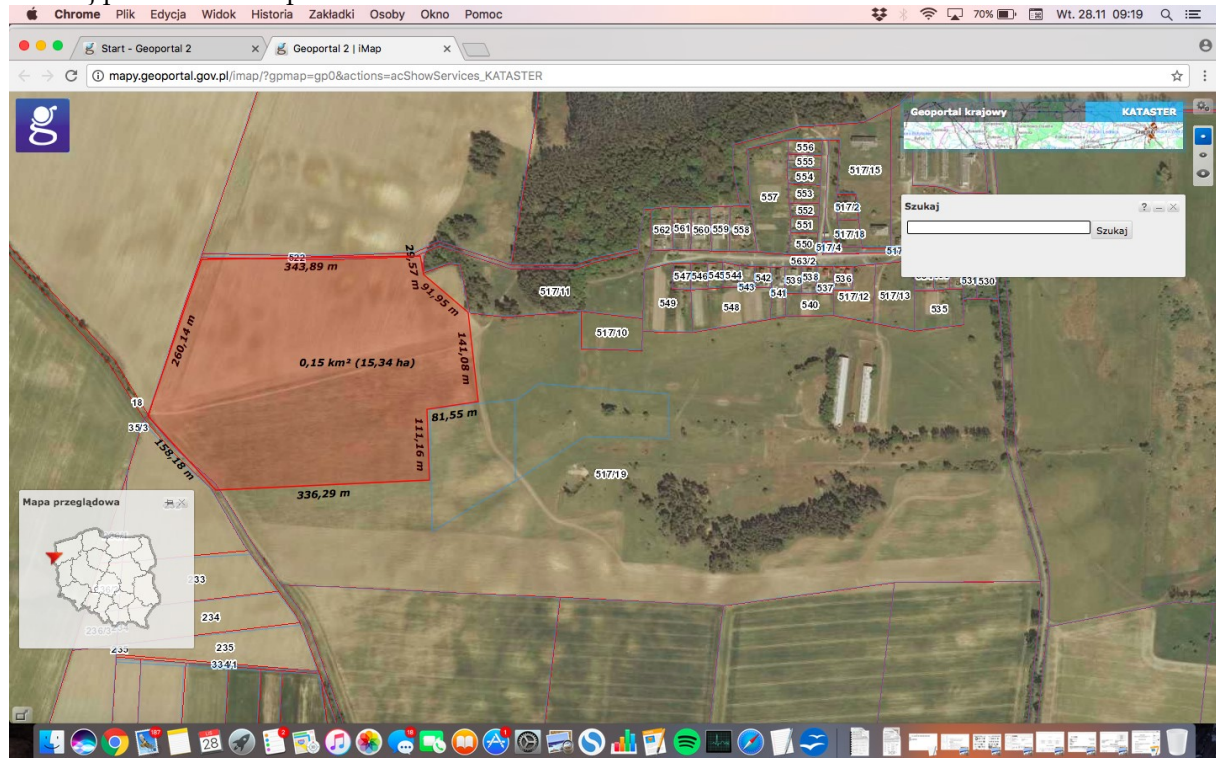 Chrome Plik Edycja Widok Historia Zakładki Osoby Okno Pomoc 70% Wt. 28.11 09:19
Start - Geoportal 2 Geoportal 2 | iMap
mapy.geoportal.gov.pl/imap/?gpmap=gp0&actions=acShowServices_KATASTER
Geoportal krajowy KATASTER
Szukaj
Szukaj
556
555
554
517/15
557
553
552
517/2
551
562 561 560 559 558
517/18
550 517/4
517
563/2
522
343,89 m
29,57 m
91,95 m
547 546 545 544 542 539 538 536
543
541
537
531 530
517/11
549
548
540
517/12
517/13
535
517/10
260,14 m
141,08 m
0,15 km² (15,34 ha)
18
35/3
81,55 m
111,16 m
158,18 m
517/19
336,29 m
Mapa przeglądowa
233
234
235
235
334/1
187
28
2
18
1